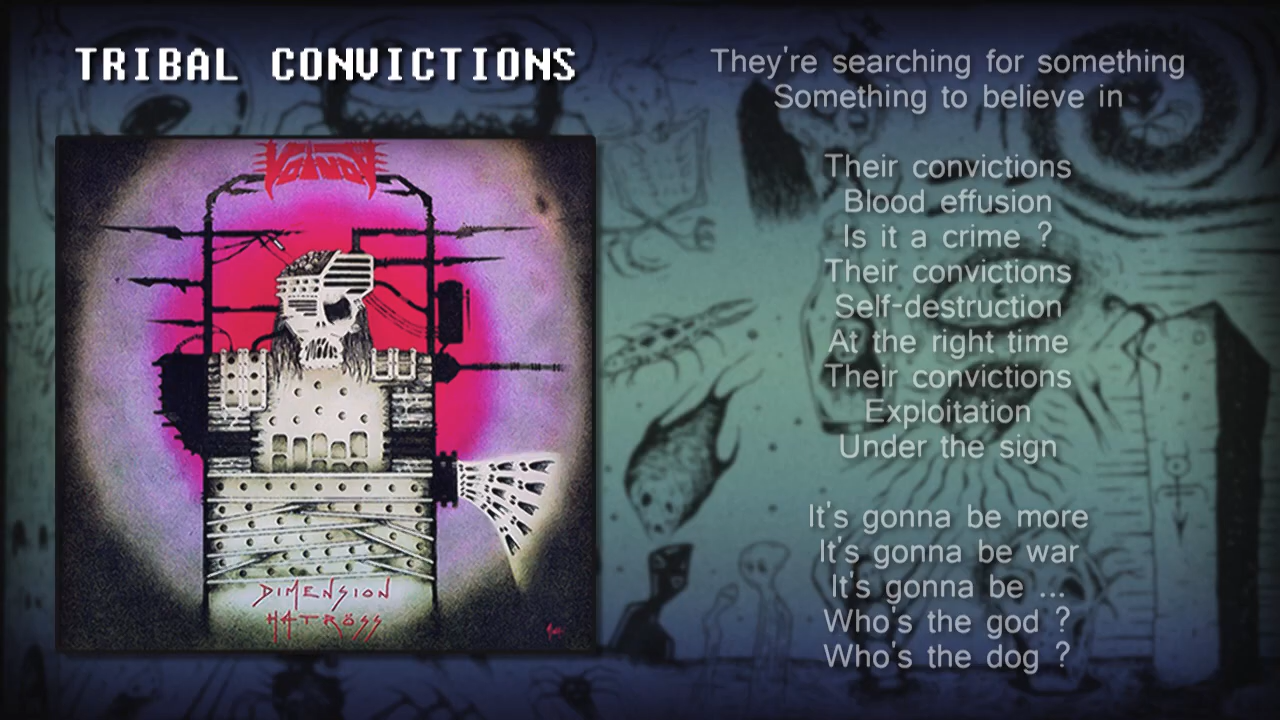 TRIBAL CONVICTIONS
VOIVOD
DIMENSION
HATRÖSS
They're searching for something
Something to believe in
Their convictions
Blood effusion
Is it a crime ?
Their convictions
Self-destruction
At the right time
Their convictions
Exploitation
Under the sign
It's gonna be more
It's gonna be war
It's gonna be ...
Who's the god ?
Who's the dog ?